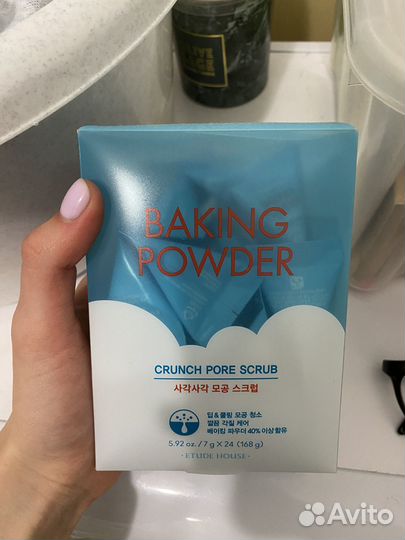 BAKING
POWDER
CRUNCH PORE SCRUB
사각사각 모공 스크럽
딥&쿨링 모공 청소
깔끔 각질 케어
베이킹 파우더 40% 이상 함유
5.92 oz. / 7 g X 24 (168 g)
·ETUDE HOUSE·
Avito